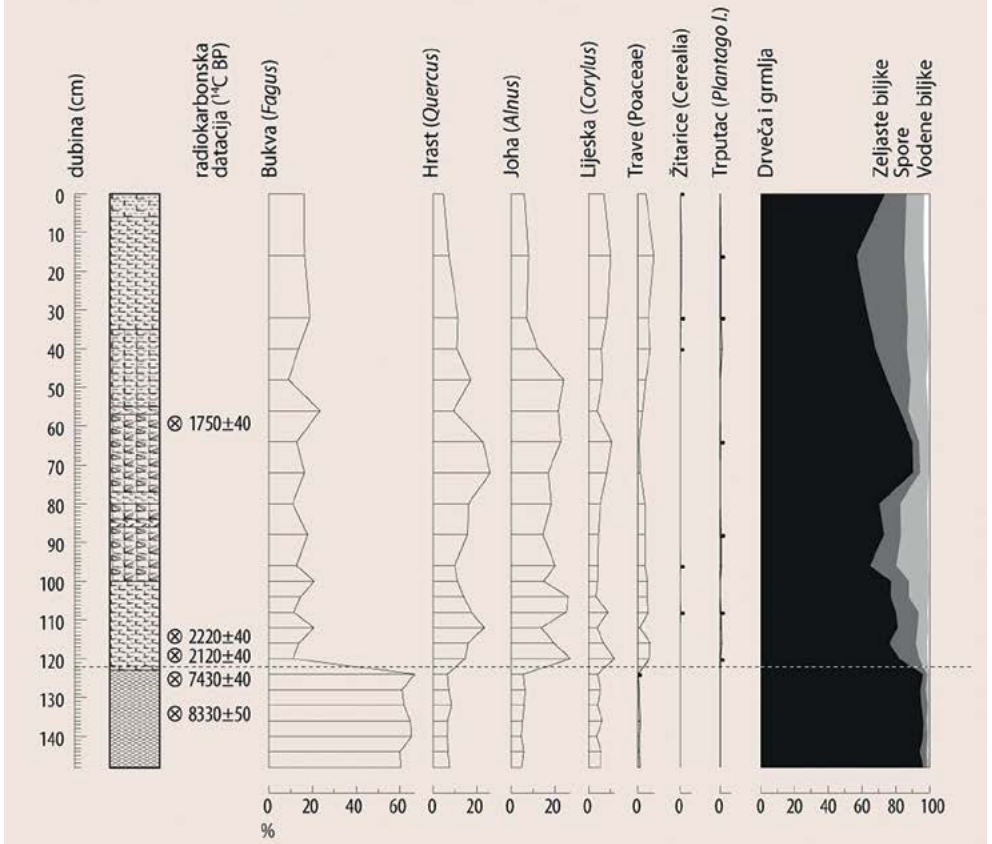 dubina (cm)
radiokarbonska
datacija (¹⁴C BP)
Bukva (Fagus)
Hrast (Quercus)
Joha (Alnus)
Lijeska (Corylus)
Trave (Poaceae)
Žitarice (Cerealia)
Trputac (Plantago l.)
Drveća i grmlja
Zeljaste biljke
Spore
Vodene biljke
0
10
20
30
40
50
60
70
80
90
100
110
120
130
140
1750±40
2220±40
2120±40
7430±40
8330±50
0 20 40 60 0 20 0 20 0 0 0 0 0 20 40 60 80 100
%